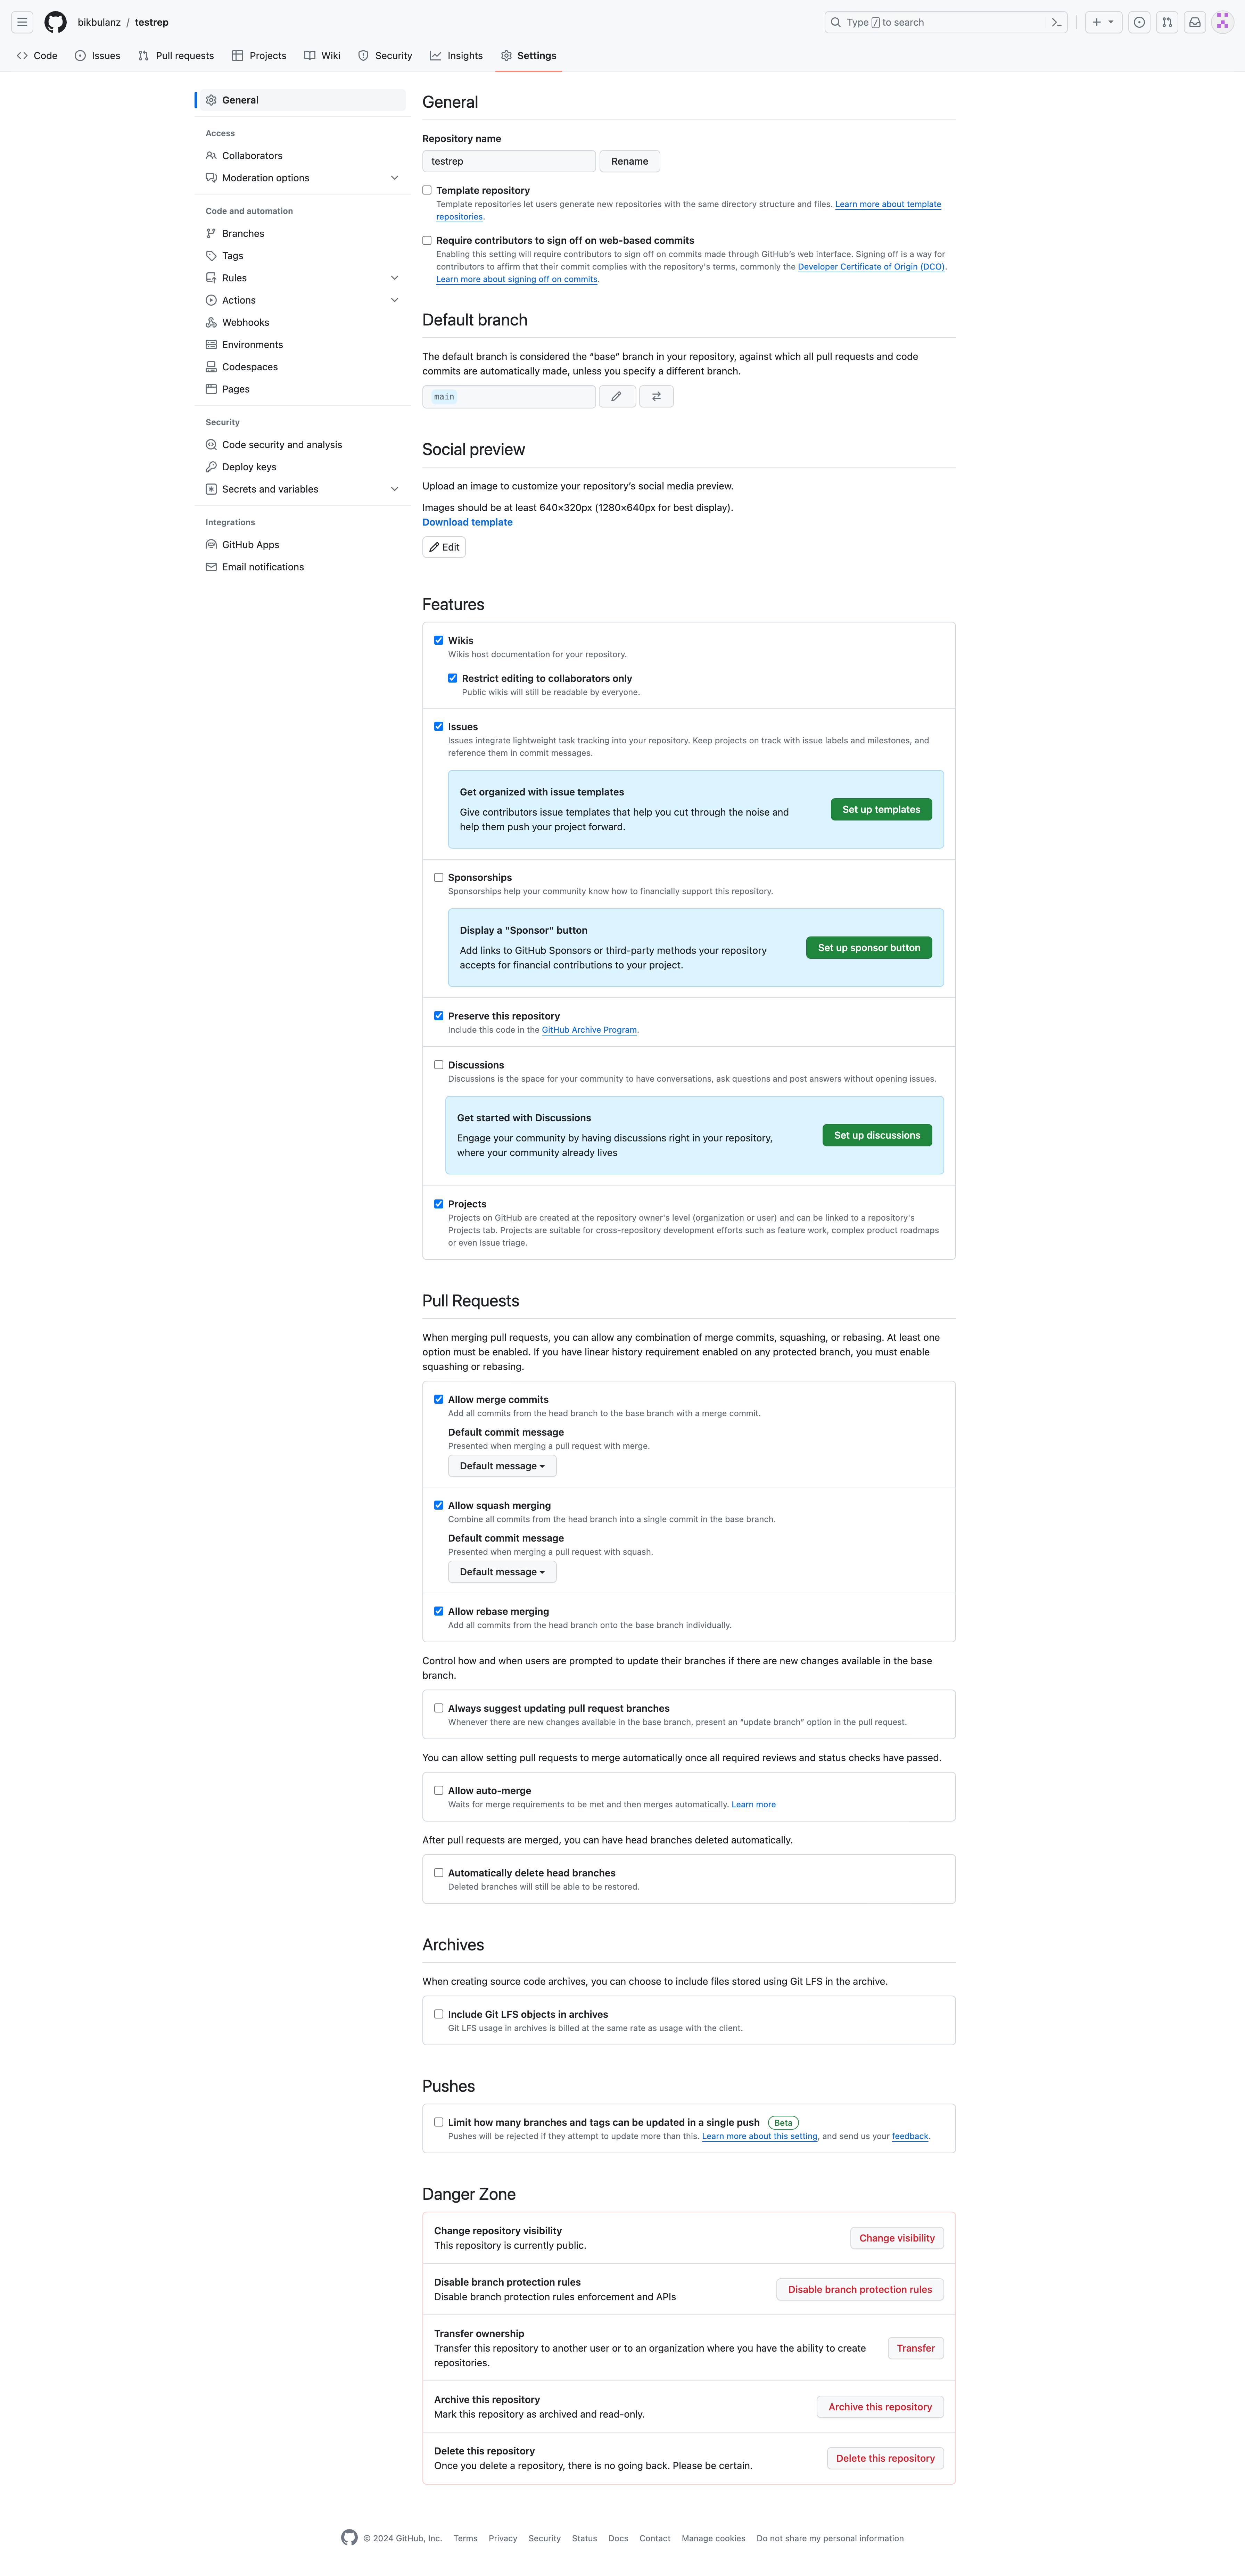 bikbulanz / testrep
Type / to search
Code
Issues
Pull requests
Projects
Wiki
Security
Insights
Settings
General
Access
Collaborators
Moderation options
Code and automation
Branches
Tags
Rules
Actions
Webhooks
Environments
Codespaces
Pages
Security
Code security and analysis
Deploy keys
Secrets and variables
Integrations
GitHub Apps
Email notifications
General
Repository name
testrep
Rename
Template repository
Template repositories let users generate new repositories with the same directory structure and files. Learn more about template
repositories.
Require contributors to sign off on web-based commits
Enabling this setting will require contributors to sign off on commits made through GitHub's web interface. Signing off is a way for
contributors to affirm that their commit complies with the repository's terms, commonly the Developer Certificate of Origin (DCO).
Learn more about signing off on commits.
Default branch
The default branch is considered the “base” branch in your repository, against which all pull requests and code
commits are automatically made, unless you specify a different branch.
main
Social preview
Upload an image to customize your repository's social media preview.
Images should be at least 640×320px (1280×640px for best display).
Download template
Edit
Features
Wikis
Wikis host documentation for your repository.
Restrict editing to collaborators only
Public wikis will still be readable by everyone.
Issues
Issues integrate lightweight task tracking into your repository. Keep projects on track with issue labels and milestones, and
reference them in commit messages.
Get organized with issue templates
Give contributors issue templates that help you cut through the noise and
help them push your project forward.
Set up templates
Sponsorships
Sponsorships help your community know how to financially support this repository.
Display a "Sponsor" button
Add links to GitHub Sponsors or third-party methods your repository
accepts for financial contributions to your project.
Set up sponsor button
Preserve this repository
Include this code in the GitHub Archive Program.
Discussions
Discussions is the space for your community to have conversations, ask questions and post answers without opening issues.
Get started with Discussions
Engage your community by having discussions right in your repository,
where your community already lives
Set up discussions
Projects
Projects on GitHub are created at the repository owner's level (organization or user) and can be linked to a repository's
Projects tab. Projects are suitable for cross-repository development efforts such as feature work, complex product roadmaps
or even Issue triage.
Pull Requests
When merging pull requests, you can allow any combination of merge commits, squashing, or rebasing. At least one
option must be enabled. If you have linear history requirement enabled on any protected branch, you must enable
squashing or rebasing.
Allow merge commits
Add all commits from the head branch to the base branch with a merge commit.
Default commit message
Presented when merging a pull request with merge.
Default message
Allow squash merging
Combine all commits from the head branch into a single commit in the base branch.
Default commit message
Presented when merging a pull request with squash.
Default message
Allow rebase merging
Add all commits from the head branch onto the base branch individually.
Control how and when users are prompted to update their branches if there are new changes available in the base
branch.
Always suggest updating pull request branches
Whenever there are new changes available in the base branch, present an “update branch” option in the pull request.
You can allow setting pull requests to merge automatically once all required reviews and status checks have passed.
Allow auto-merge
Waits for merge requirements to be met and then merges automatically. Learn more
After pull requests are merged, you can have head branches deleted automatically.
Automatically delete head branches
Deleted branches will still be able to be restored.
Archives
When creating source code archives, you can choose to include files stored using Git LFS in the archive.
Include Git LFS objects in archives
Git LFS usage in archives is billed at the same rate as usage with the client.
Pushes
Limit how many branches and tags can be updated in a single push Beta
Pushes will be rejected if they attempt to update more than this. Learn more about this setting, and send us your feedback.
Danger Zone
Change repository visibility
This repository is currently public.
Change visibility
Disable branch protection rules
Disable branch protection rules enforcement and APIs
Disable branch protection rules
Transfer ownership
Transfer this repository to another user or to an organization where you have the ability to create
repositories.
Transfer
Archive this repository
Mark this repository as archived and read-only.
Archive this repository
Delete this repository
Once you delete a repository, there is no going back. Please be certain.
Delete this repository
© 2024 GitHub, Inc. Terms Privacy Security Status Docs Contact Manage cookies Do not share my personal information